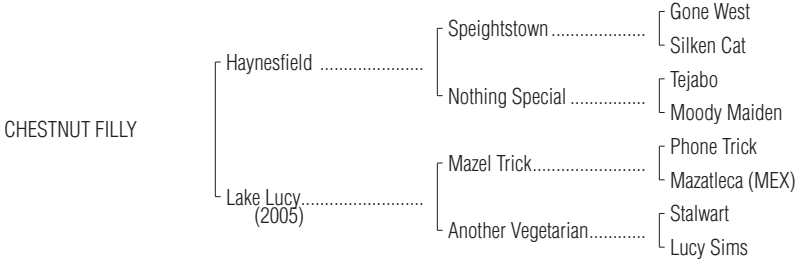 Gone West
Speightstown ....................
Silken Cat
Haynesfield ......................
Tejabo
Nothing Special ................
Moody Maiden
CHESTNUT FILLY
Phone Trick
Mazel Trick........................
Mazatleca (MEX)
Lake Lucy..........................
(2005)
Stalwart
Another Vegetarian............
Lucy Sims